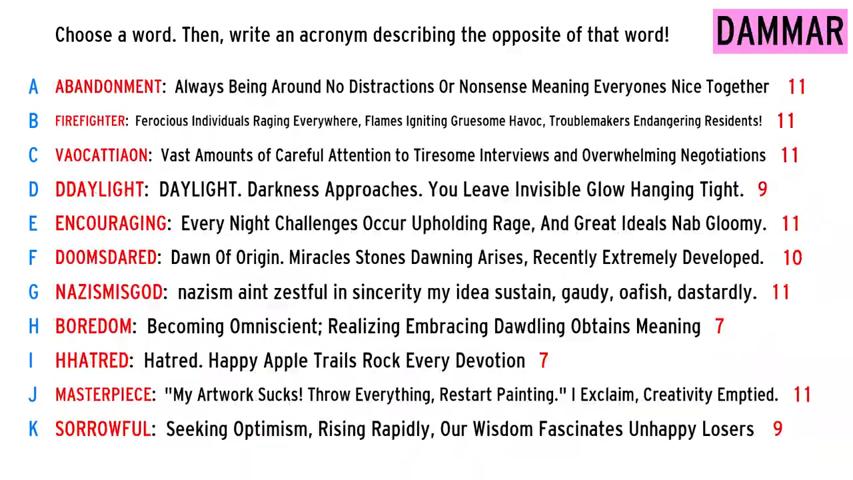 Choose a word. Then, write an acronym describing the opposite of that word!
DAMMAR
A ABANDONMENT: Always Being Around No Distractions Or Nonsense Meaning Everyones Nice Together 11
B FIREFIGHTER: Ferocious Individuals Raging Everywhere, Flames Igniting Gruesome Havoc, Troublemakers Endangering Residents! 11
C VAOCATTIAON: Vast Amounts of Careful Attention to Tiresome Interviews and Overwhelming Negotiations 11
D DDAYLIGHT: DAYLIGHT. Darkness Approaches. You Leave Invisible Glow Hanging Tight. 9
E ENCOURAGING: Every Night Challenges Occur Upholding Rage, And Great Ideals Nab Gloomy. 11
F DOOMSDARED: Dawn Of Origin. Miracles Stones Dawning Arises, Recently Extremely Developed. 10
G NAZISMISGOD: nazism aint zestful in sincerity my idea sustain, gaudy, oafish, dastardly. 11
H BOREDOM: Becoming Omniscient; Realizing Embracing Dawdling Obtains Meaning 7
I HHATRED: Hatred. Happy Apple Trails Rock Every Devotion 7
J MASTERPIECE: "My Artwork Sucks! Throw Everything, Restart Painting." I Exclaim, Creativity Emptied. 11
K SORROWFUL: Seeking Optimism, Rising Rapidly, Our Wisdom Fascinates Unhappy Losers 9